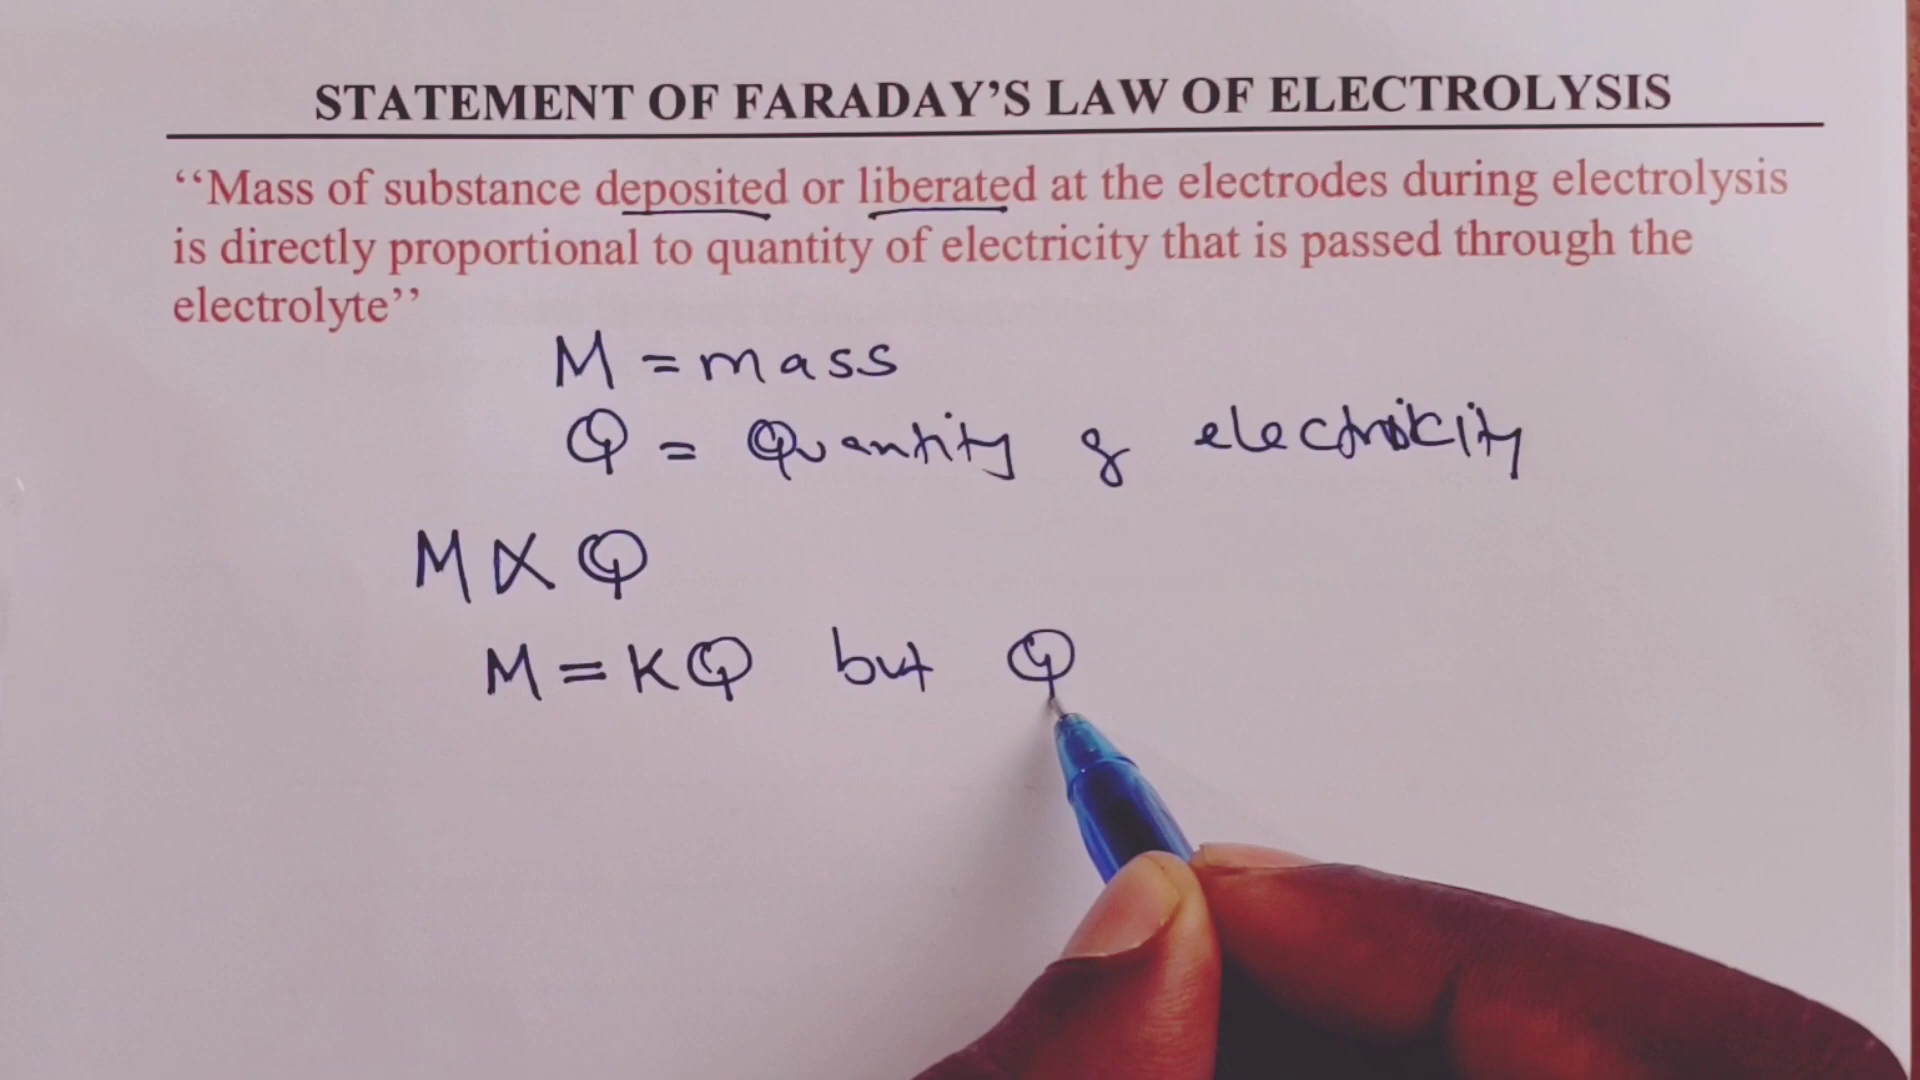 STATEMENT OF FARADAY’S LAW OF ELECTROLYSIS
‘‘Mass of substance deposited or liberated at the electrodes during electrolysis
is directly proportional to quantity of electricity that is passed through the
electrolyte’’
M = mass
Q = Quantity of electricity
M ∝ Q
M = KQ but Q